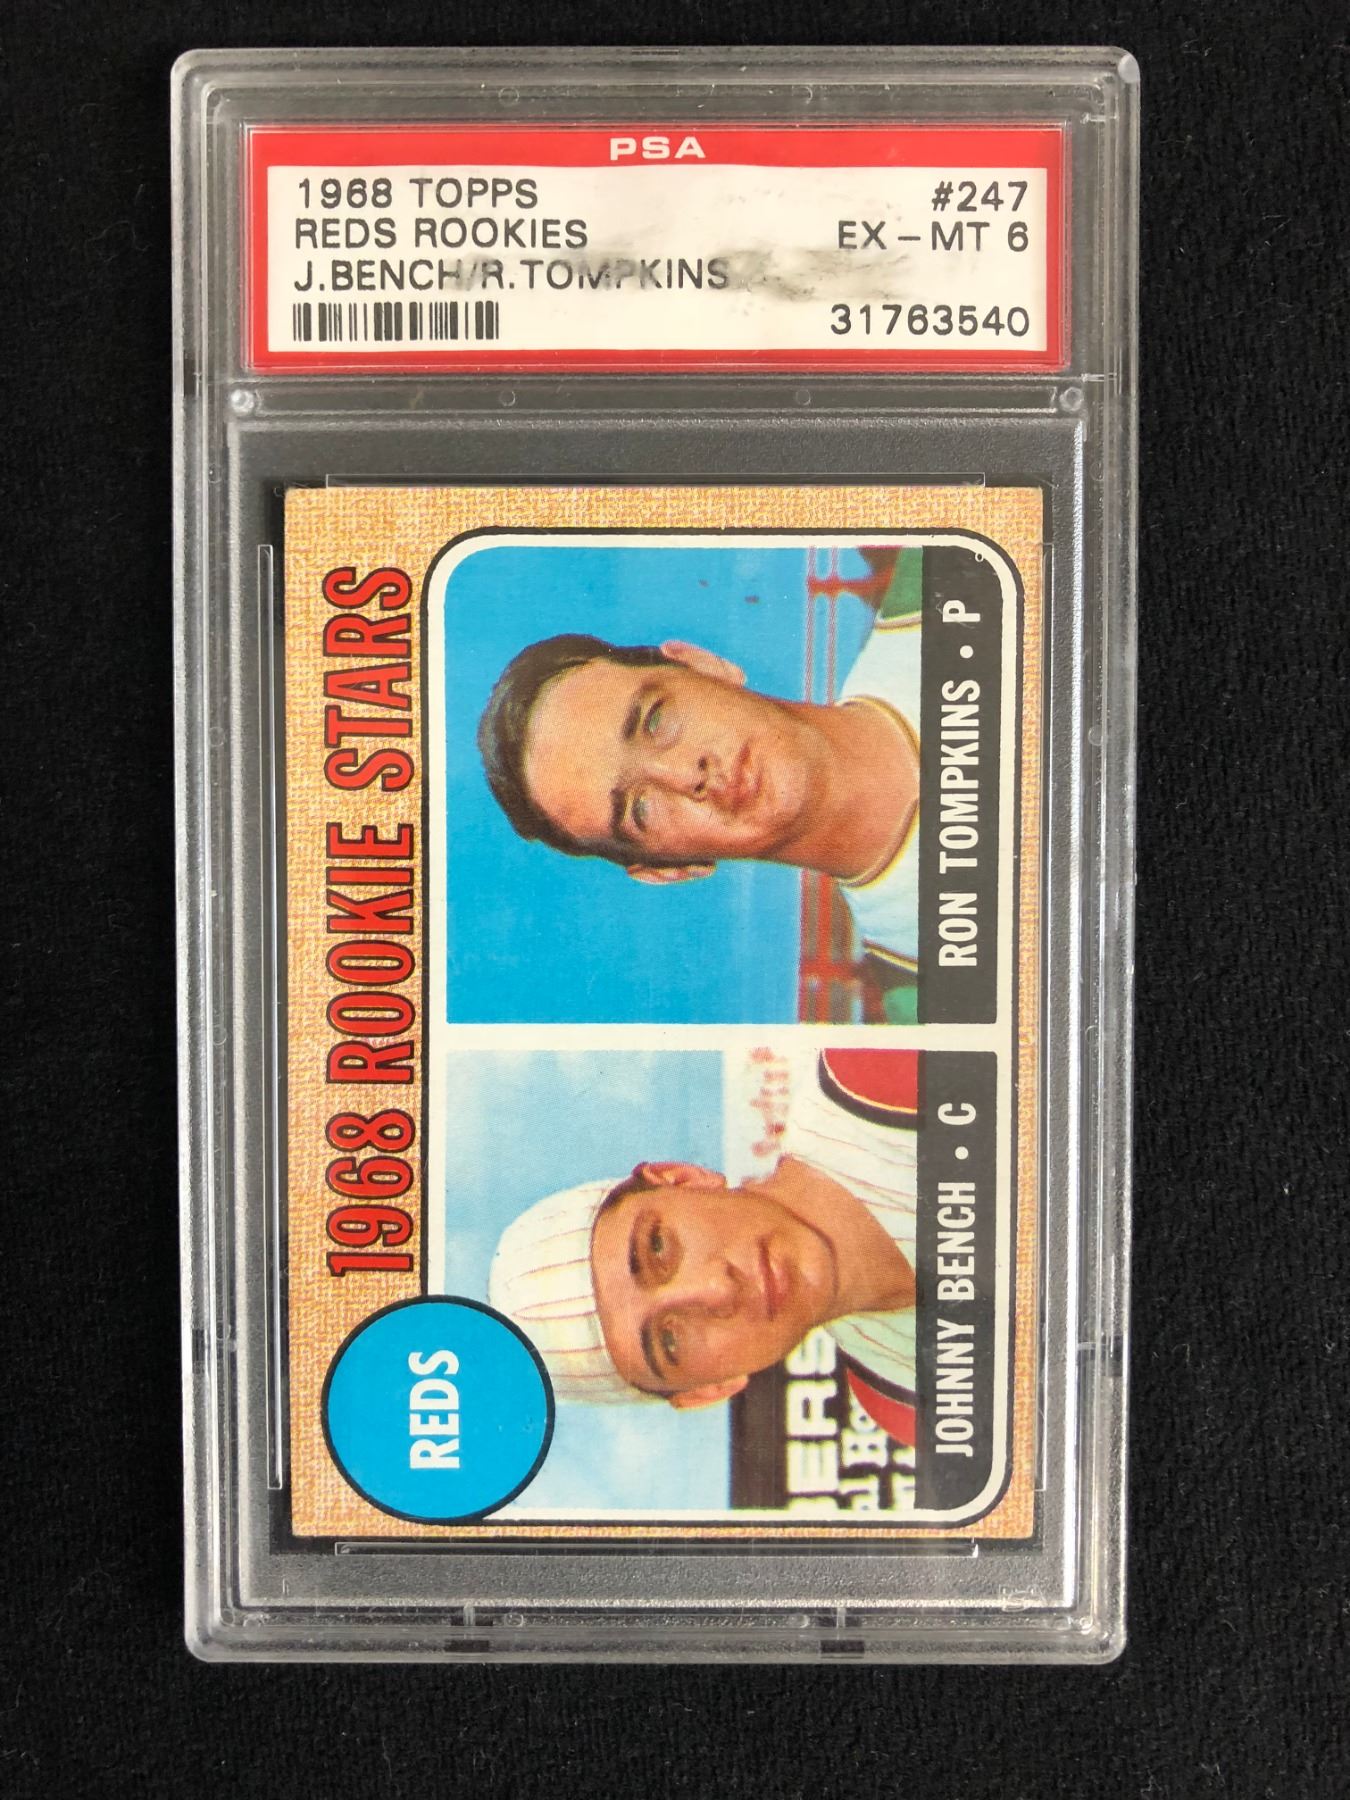 PSA
1968 TOPPS #247
REDS ROOKIES EX - MT 6
J.BENCH/R.TOMPKINS
31763540
1968 ROOKIE STARS
REDS
JOHNNY BENCH • C
RON TOMPKINS • P